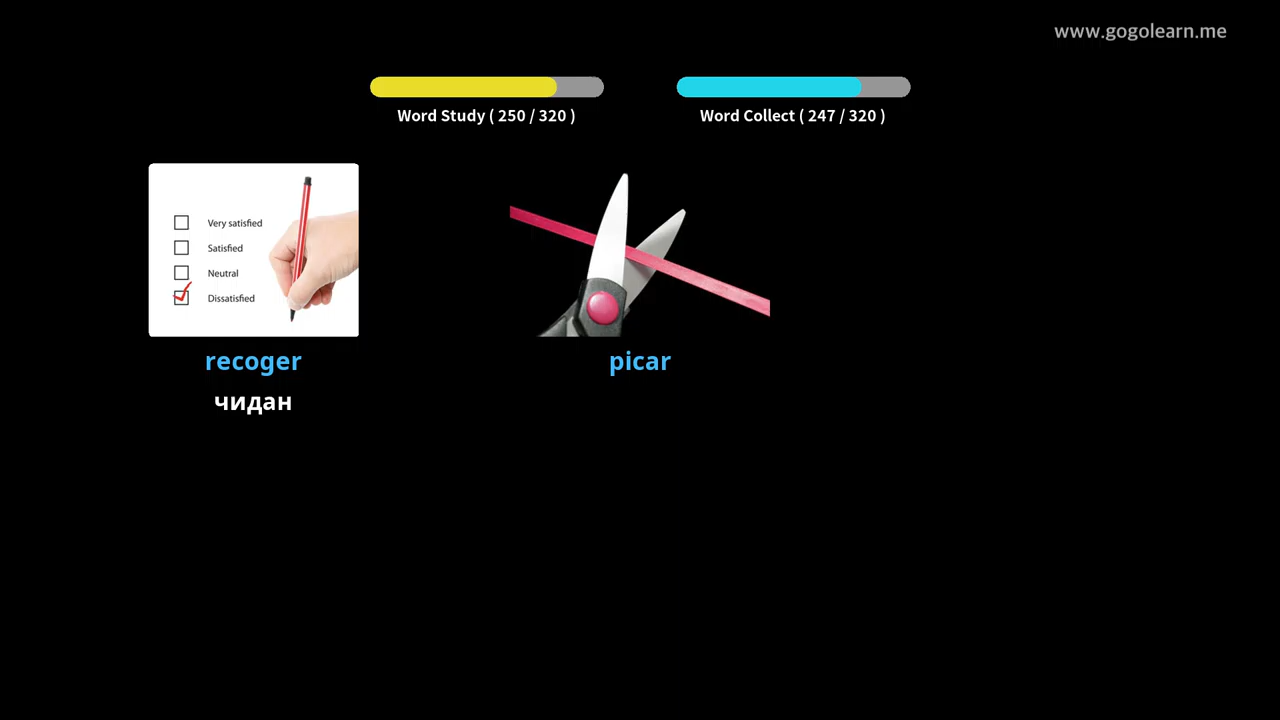 www.gogolearn.me
Word Study ( 250 / 320 )
Word Collect ( 247 / 320 )
Very satisfied
Satisfied
Neutral
Dissatisfied
recoger
чидан
picar